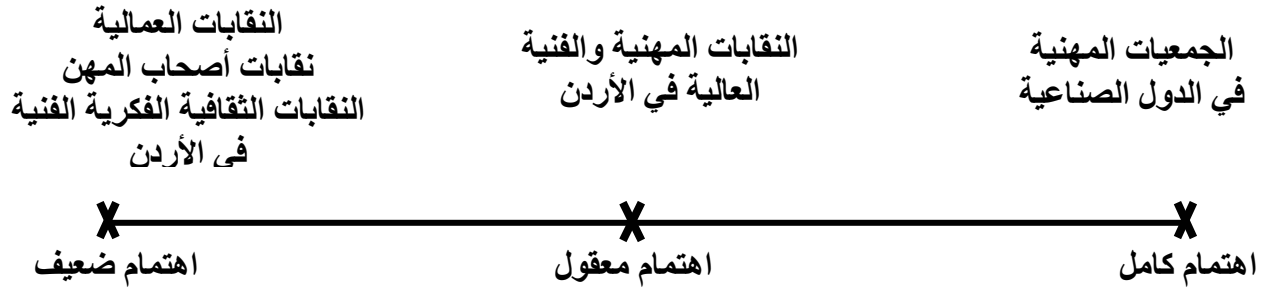 الجمعيات المهنية
في الدول الصناعية
النقابات المهنية والفنية
العالية في الأردن
النقابات العمالية
نقابات أصحاب المهن
النقابات الثقافية الفكرية الفنية
في الأردن
اهتمام كامل
اهتمام معقول
اهتمام ضعيف